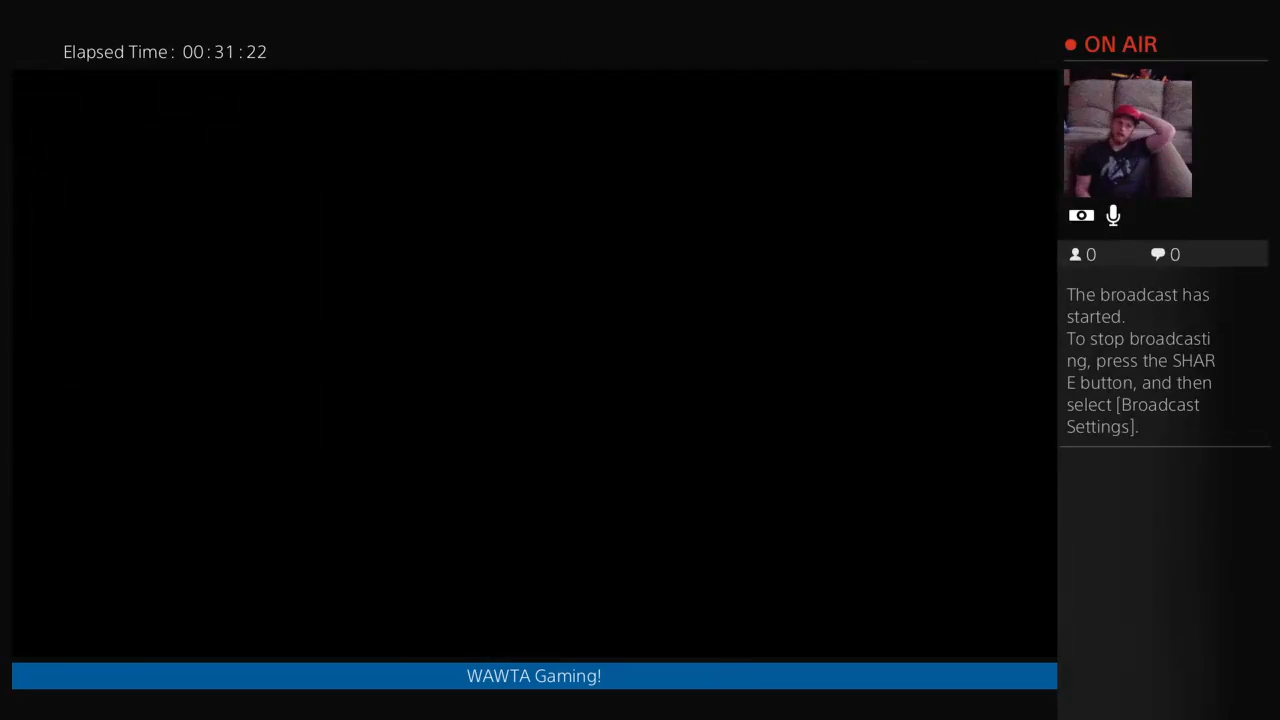 Elapsed Time: 00:31:22
ON AIR
0 0
The broadcast has
started.
To stop broadcasti
ng, press the SHAR
E button, and then
select [Broadcast
Settings].
WAWTA Gaming!